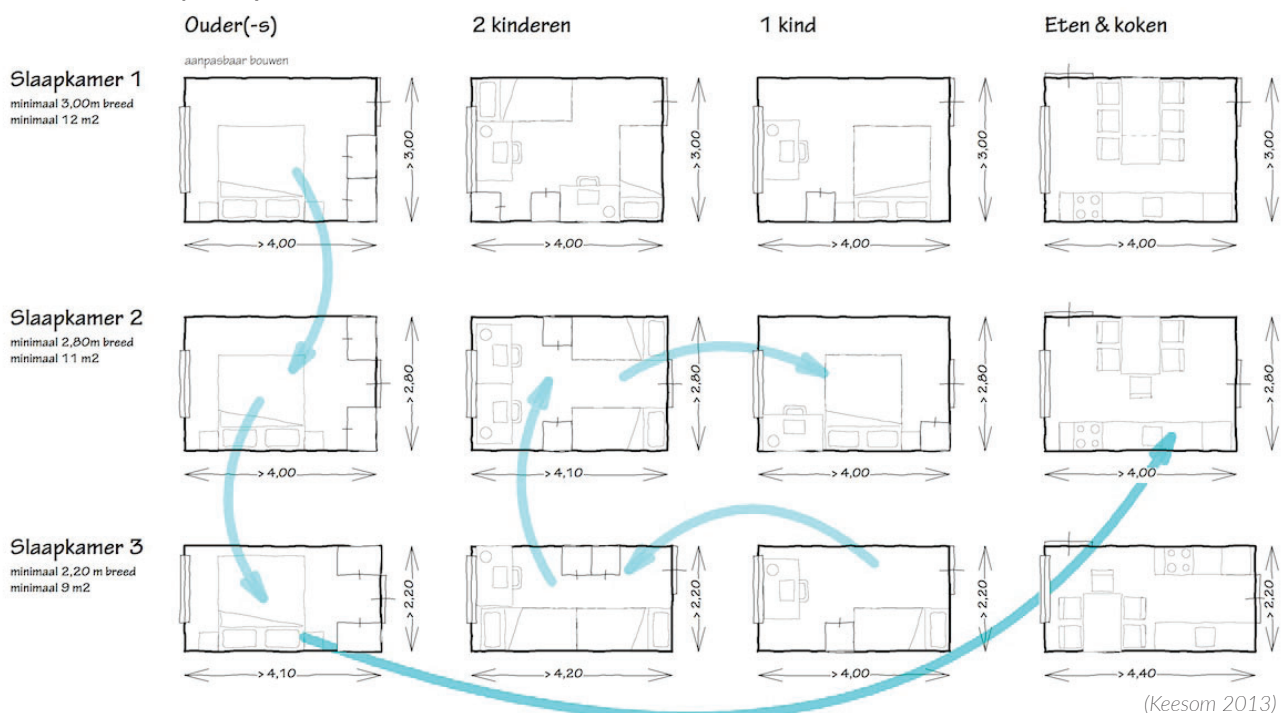 Ouder(-s)
2 kinderen
1 kind
Eten & koken
aanpasbaar bouwen
Slaapkamer 1
minimaal 3,00m breed
minimaal 12 m2
> 3,00
> 3,00
> 3,00
> 3,00
> 4,00
> 4,00
> 4,00
> 4,00
Slaapkamer 2
minimaal 2,80m breed
minimaal 11 m2
> 2,80
> 2,80
> 2,80
> 2,80
> 4,00
> 4,10
> 4,00
> 4,00
Slaapkamer 3
minimaal 2,20 m breed
minimaal 9 m2
> 2,20
> 2,20
> 2,20
> 2,20
> 4,10
> 4,20
> 4,00
> 4,40
(Keesom 2013)